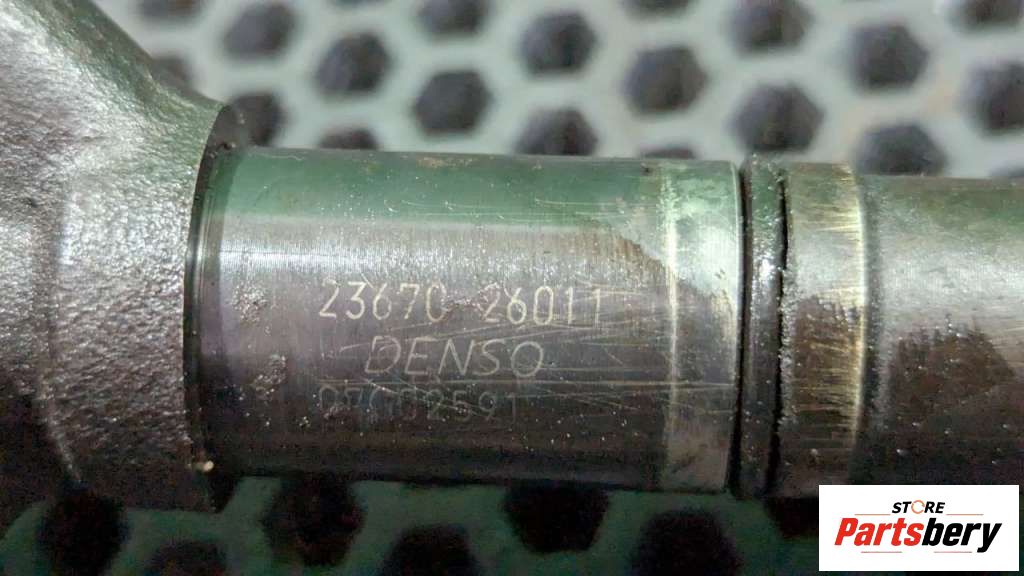 23670-26011
DENSO
STORE
Partsbery